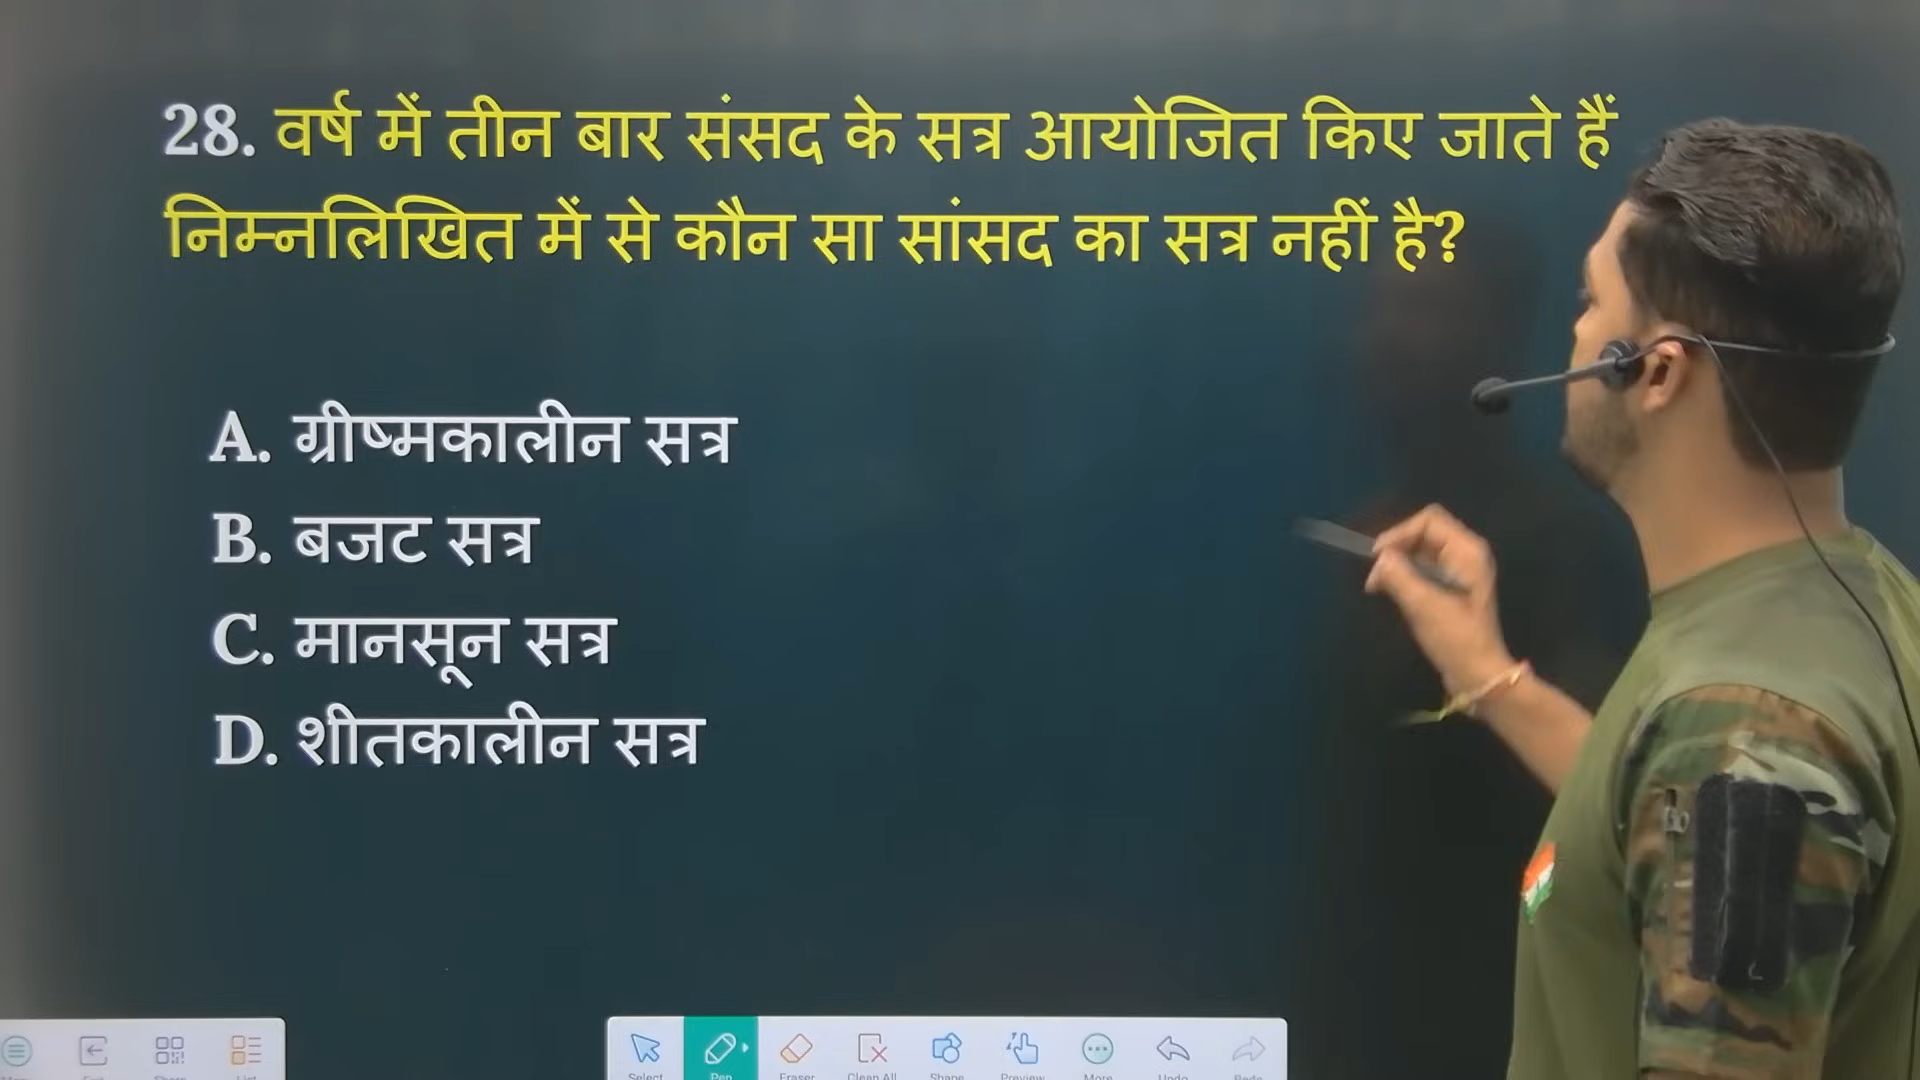 28. वर्ष में तीन बार संसद के सत्र आयोजित किए जाते हैं
निम्नलिखित में से कौन सा सांसद का सत्र नहीं है?
A. ग्रीष्मकालीन सत्र
B. बजट सत्र
C. मानसून सत्र
D. शीतकालीन सत्र
Select Pen Eraser Clean All Shape Preview More Undo Redo